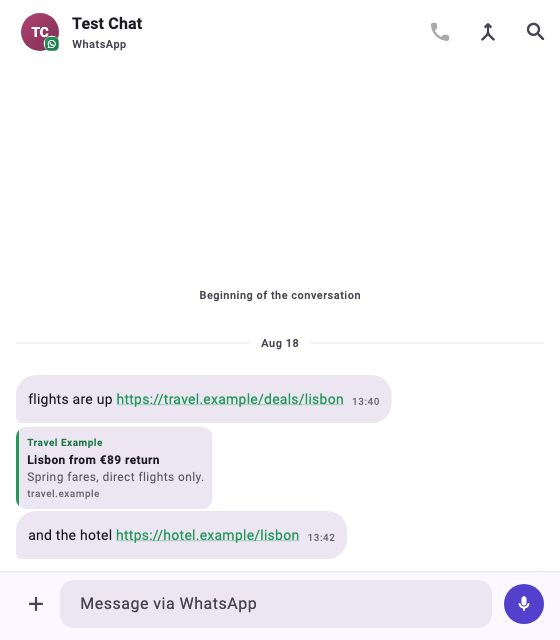 TC
Test Chat
WhatsApp
Beginning of the conversation
Aug 18
flights are up https://travel.example/deals/lisbon 13:40
Travel Example
Lisbon from €89 return
Spring fares, direct flights only.
travel.example
and the hotel https://hotel.example/lisbon 13:42
Message via WhatsApp